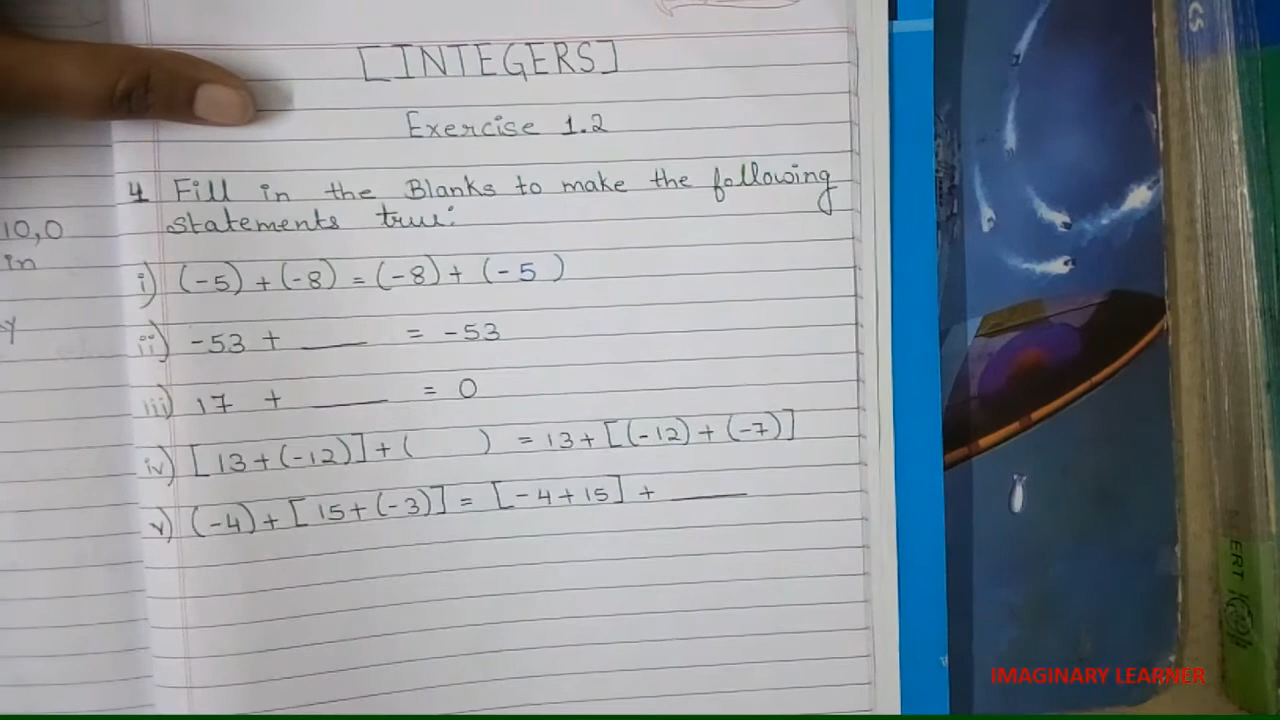 [INTEGERS]
Exercise 1.2
4 Fill in the Blanks to make the following
statements true:
i) (-5) + (-8) = (-8) + (-5 )
ii) -53 + ____ = -53
iii) 17 + ____ = 0
iv) [13+(-12)] + ( ) = 13+[(-12) + (-7)]
v) (-4) + [15+(-3)] = [-4+15] + ____
10,0
in
y
CS
ERT
IMAGINARY LEARNER